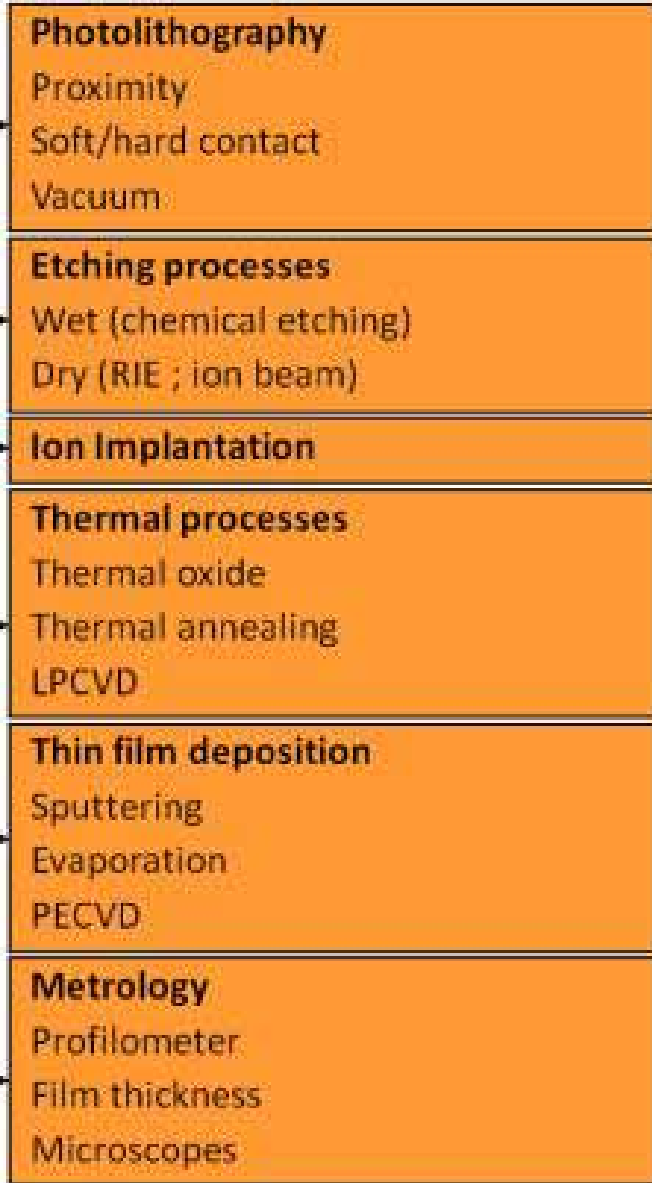 Photolithography
Proximity
Soft/hard contact
Vacuum
Etching processes
Wet (chemical etching)
Dry (RIE ; ion beam)
Ion Implantation
Thermal processes
Thermal oxide
Thermal annealing
LPCVD
Thin film deposition
Sputtering
Evaporation
PECVD
Metrology
Profilometer
Film thickness
Microscopes